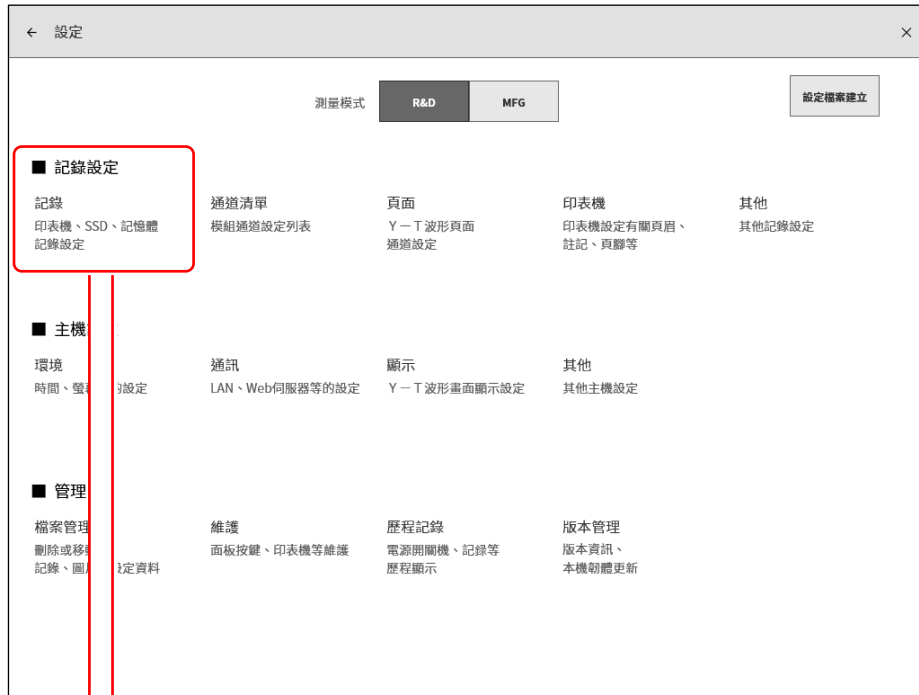 ← 設定 ×
測量模式 R&D MFG 設定檔案建立
■ 記錄設定
記錄 通道清單 頁面 印表機 其他
印表機、SSD、記憶體 模組通道設定列表 Y－T波形頁面 印表機設定有關頁眉、 其他記錄設定
記錄設定 通道設定 註記、頁腳等
■ 主機
環境 通訊 顯示 其他
時間、螢 的設定 LAN、Web伺服器等的設定 Y－T波形畫面顯示設定 其他主機設定
■ 管理
檔案管理 維護 歷程記錄 版本管理
刪除或移 面板按鍵、印表機等維護 電源開關機、記錄等 版本資訊、
記錄、圖 設定資料 歷程顯示 本機韌體更新